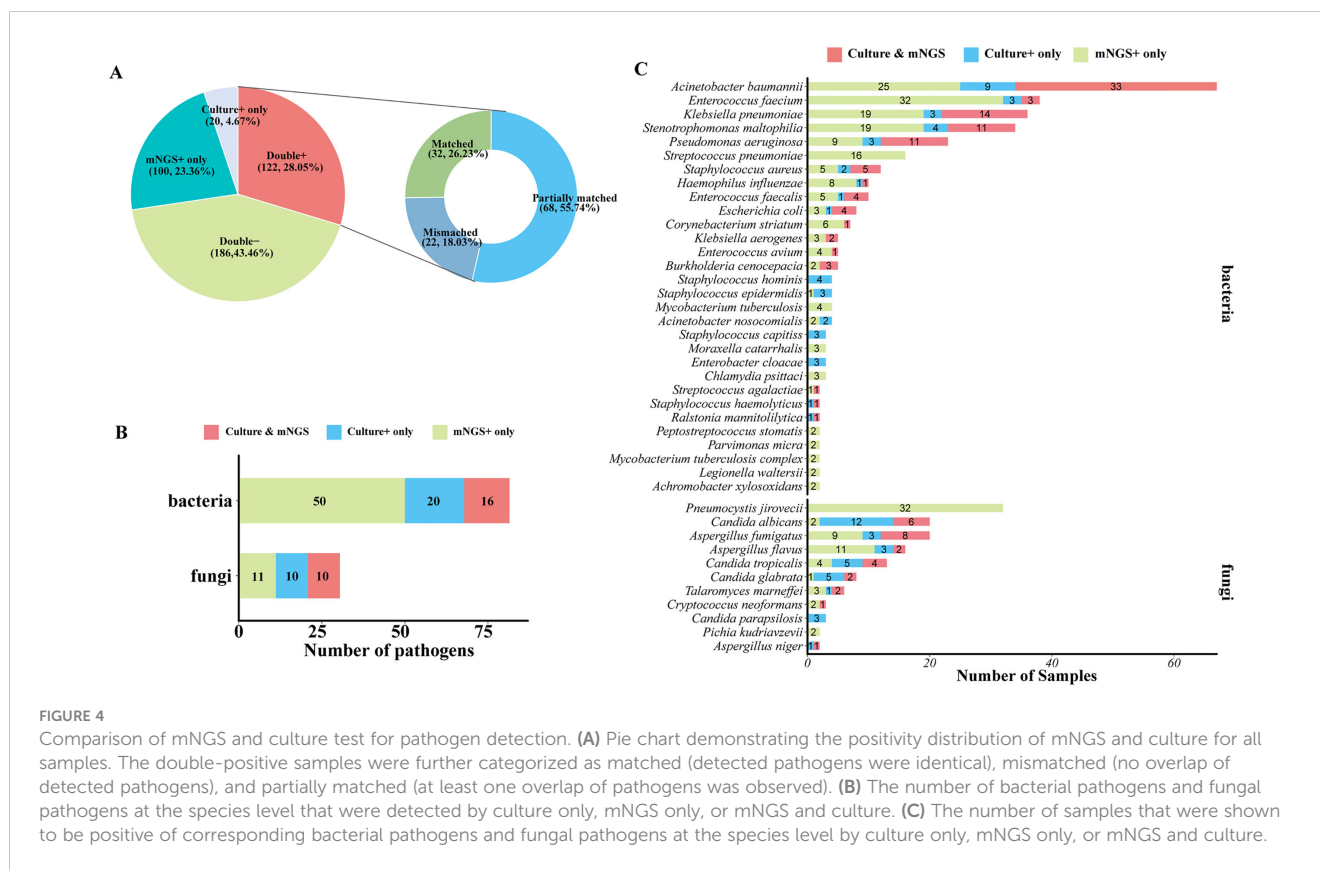 A
Culture+ only
(20, 4.67%)
mNGS+ only
(100, 23.36%)
Double+
(122, 28.05%)
Double−
(186,43.46%)
Matched
(32, 26.23%)
Partially matched
(68, 55.74%)
Mismached
(22, 18.03%)
B
Culture & mNGS Culture+ only mNGS+ only
bacteria 50 20 16
fungi 11 10 10
0 25 50 75
Number of pathogens
C
Culture & mNGS Culture+ only mNGS+ only
Acinetobacter baumannii 25 9 33
Enterococcus faecium 32 3 3
Klebsiella pneumoniae 19 3 14
Stenotrophomonas maltophilia 19 4 11
Pseudomonas aeruginosa 9 3 11
Streptococcus pneumoniae 16
Staphylococcus aureus 5 2 5
Haemophilus influenzae 8 1 1
Enterococcus faecalis 5 1 4
Escherichia coli 3 1 4
Corynebacterium striatum 6 1
Klebsiella aerogenes 3 2
Enterococcus avium 4 1
Burkholderia cenocepacia 2 3
Staphylococcus hominis 4
Staphylococcus epidermidis 1 3
Mycobacterium tuberculosis 4
Acinetobacter nosocomialis 2 2
Staphylococcus capitiss 3
Moraxella catarrhalis 3
Enterobacter cloacae 3
Chlamydia psittaci 3
Streptococcus agalactiae 1 1
Staphylococcus haemolyticus 1 1
Ralstonia mannitolilytica 1 1
Peptostreptococcus stomatis 2
Parvimonas micra 2
Mycobacterium tuberculosis complex 2
Legionella waltersii 2
Achromobacter xylosoxidans 2
bacteria
Pneumocystis jirovecii 32
Candida albicans 2 12 6
Aspergillus fumigatus 9 3 8
Aspergillus flavus 11 3 2
Candida tropicalis 4 5 4
Candida glabrata 1 5 2
Talaromyces marneffei 3 1 2
Cryptococcus neoformans 2 1
Candida parapsilosis 3
Pichia kudriavzevii 2
Aspergillus niger 1 1
fungi
0 20 40 60
Number of Samples
FIGURE 4
Comparison of mNGS and culture test for pathogen detection. (A) Pie chart demonstrating the positivity distribution of mNGS and culture for all
samples. The double-positive samples were further categorized as matched (detected pathogens were identical), mismatched (no overlap of
detected pathogens), and partially matched (at least one overlap of pathogens was observed). (B) The number of bacterial pathogens and fungal
pathogens at the species level that were detected by culture only, mNGS only, or mNGS and culture. (C) The number of samples that were shown
to be positive of corresponding bacterial pathogens and fungal pathogens at the species level by culture only, mNGS only, or mNGS and culture.